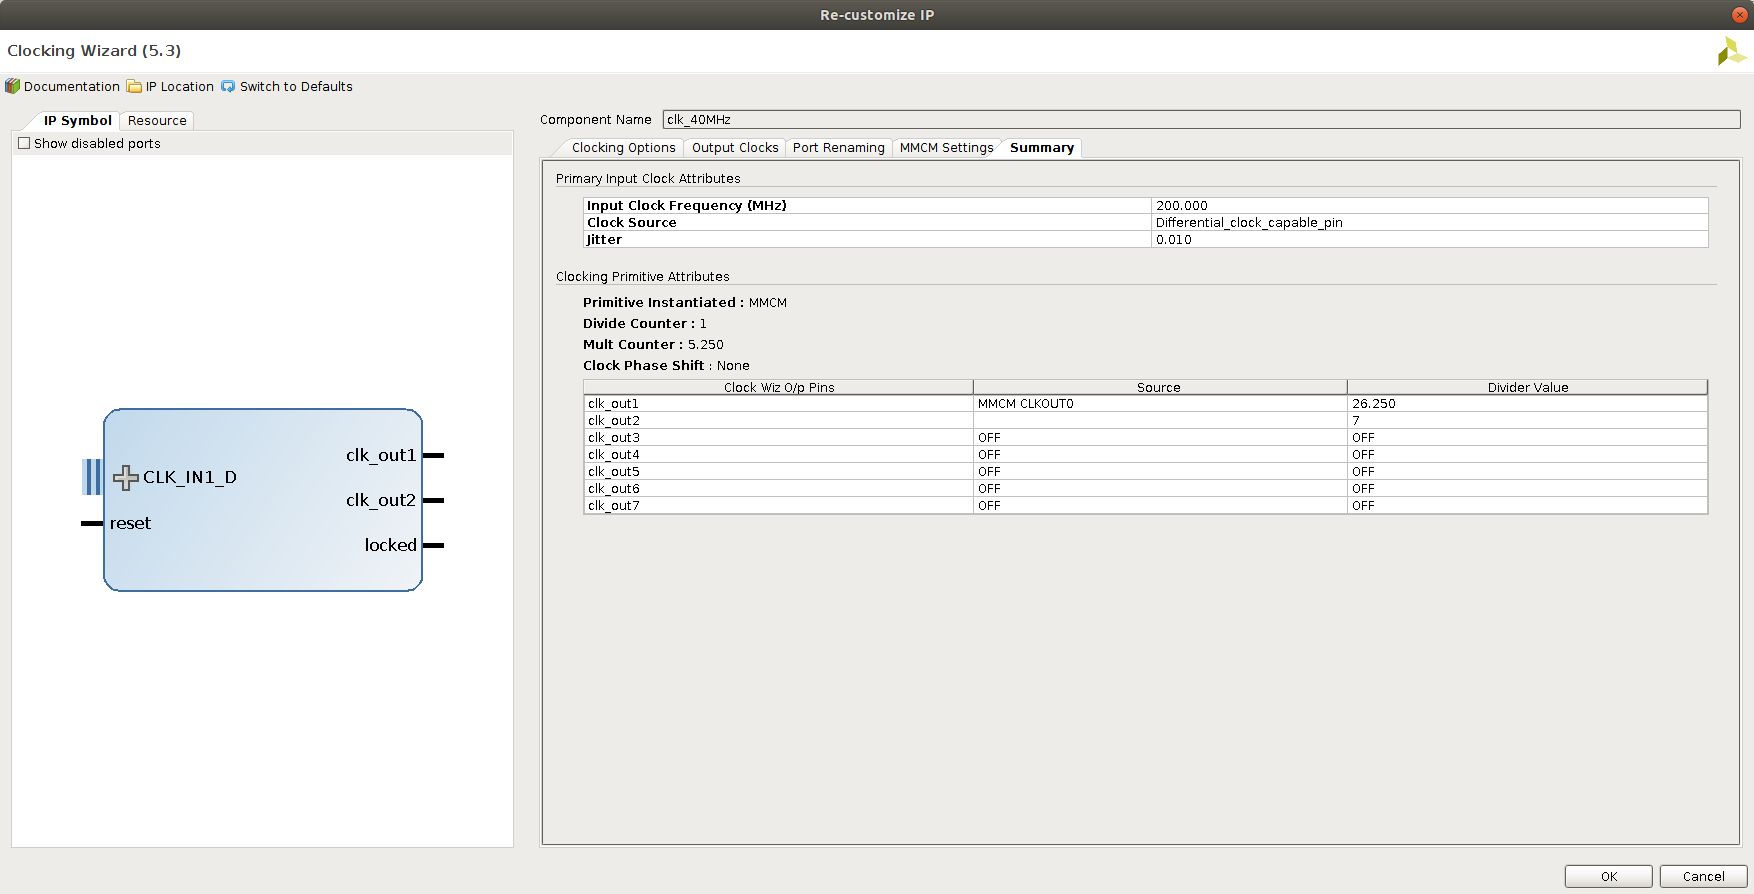 Re-customize IP
Clocking Wizard (5.3)
Documentation IP Location Switch to Defaults
IP Symbol Resource
Show disabled ports
CLK_IN1_D
reset
clk_out1
clk_out2
locked
Component Name clk_40MHz
Clocking Options Output Clocks Port Renaming MMCM Settings Summary
Primary Input Clock Attributes
Input Clock Frequency (MHz) 200.000
Clock Source Differential_clock_capable_pin
Jitter 0.010
Clocking Primitive Attributes
Primitive Instantiated : MMCM
Divide Counter : 1
Mult Counter : 5.250
Clock Phase Shift : None
Clock Wiz O/p Pins Source Divider Value
clk_out1 MMCM CLKOUT0 26.250
clk_out2 7
clk_out3 OFF OFF
clk_out4 OFF OFF
clk_out5 OFF OFF
clk_out6 OFF OFF
clk_out7 OFF OFF
OK Cancel